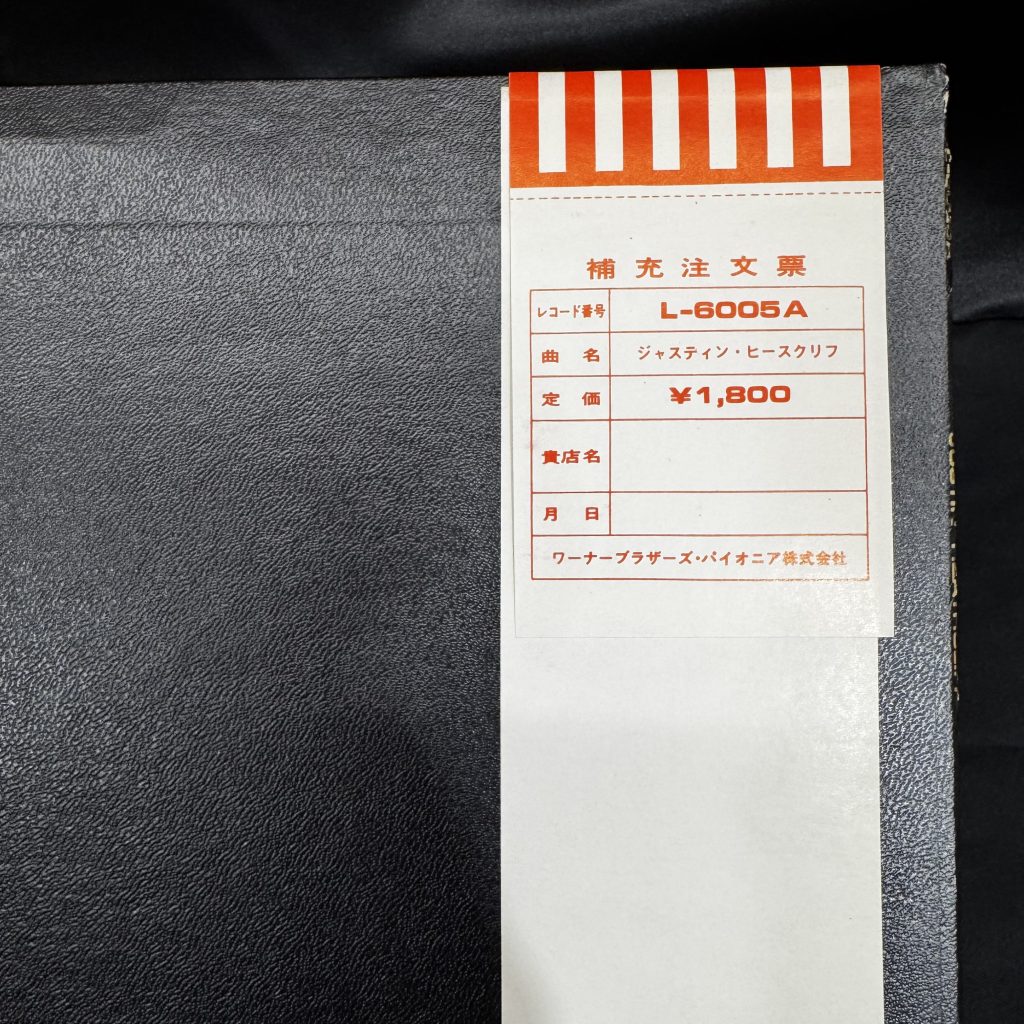 補充注文票
レコード番号 L-6005A
曲名 ジャスティン・ヒースクリフ
定価 ¥1,800
貴店名
月日
ワーナーブラザーズ・パイオニア株式会社